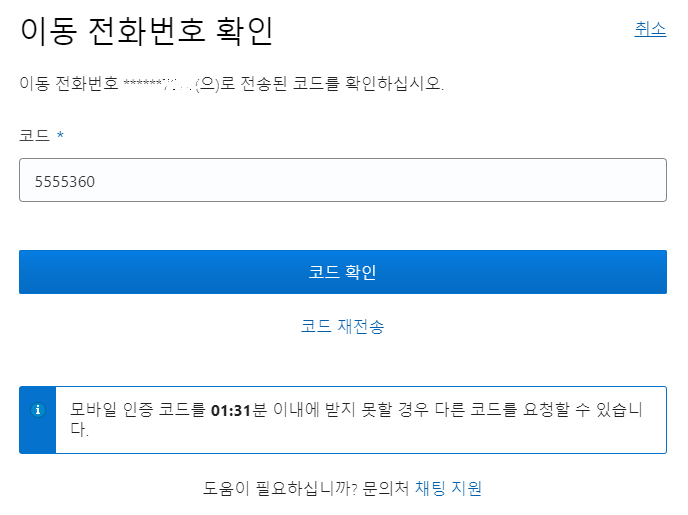 이동 전화번호 확인
취소
이동 전화번호 ******(으)로 전송된 코드를 확인하십시오.
코드 *
5555360
코드 확인
코드 재전송
모바일 인증 코드를 01:31분 이내에 받지 못할 경우 다른 코드를 요청할 수 있습니
다.
도움이 필요하십니까? 문의처 채팅 지원